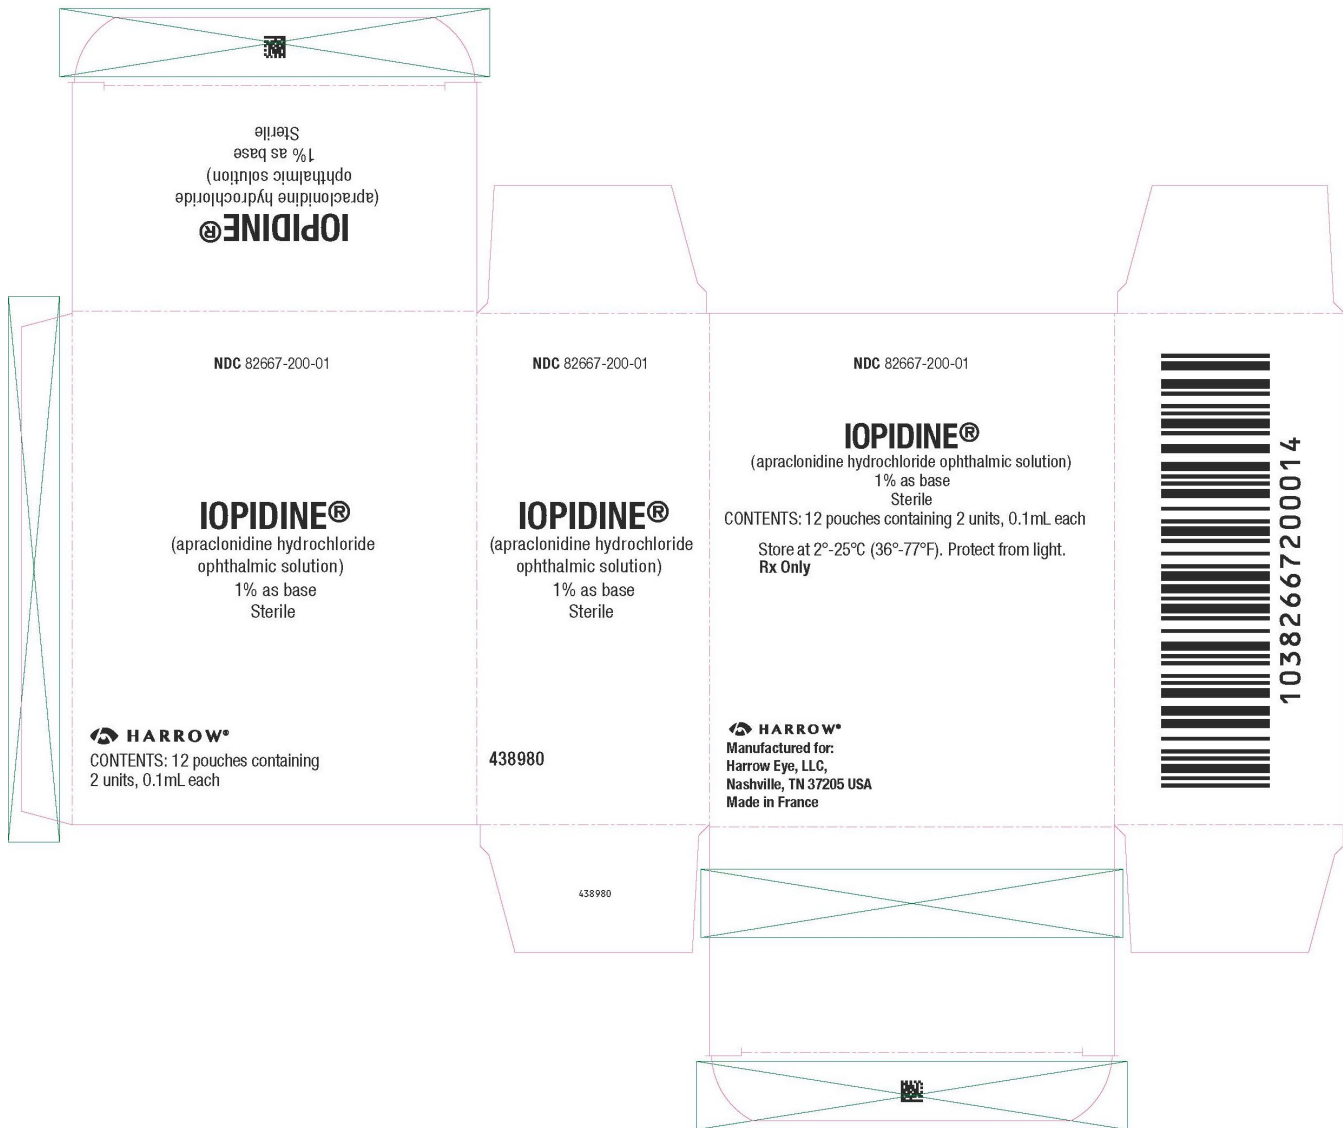 Sterile
1% as base
ophthalmic solution)
(apraclonidine hydrochloride
IOPIDINE®
NDC 82667-200-01
IOPIDINE®
(apraclonidine hydrochloride
ophthalmic solution)
1% as base
Sterile
HARROW®
CONTENTS: 12 pouches containing
2 units, 0.1mL each
NDC 82667-200-01
IOPIDINE®
(apraclonidine hydrochloride
ophthalmic solution)
1% as base
Sterile
438980
438980
NDC 82667-200-01
IOPIDINE®
(apraclonidine hydrochloride ophthalmic solution)
1% as base
Sterile
CONTENTS: 12 pouches containing 2 units, 0.1mL each
Store at 2°-25°C (36°-77°F). Protect from light.
Rx Only
HARROW®
Manufactured for:
Harrow Eye, LLC,
Nashville, TN 37205 USA
Made in France
10382667200014